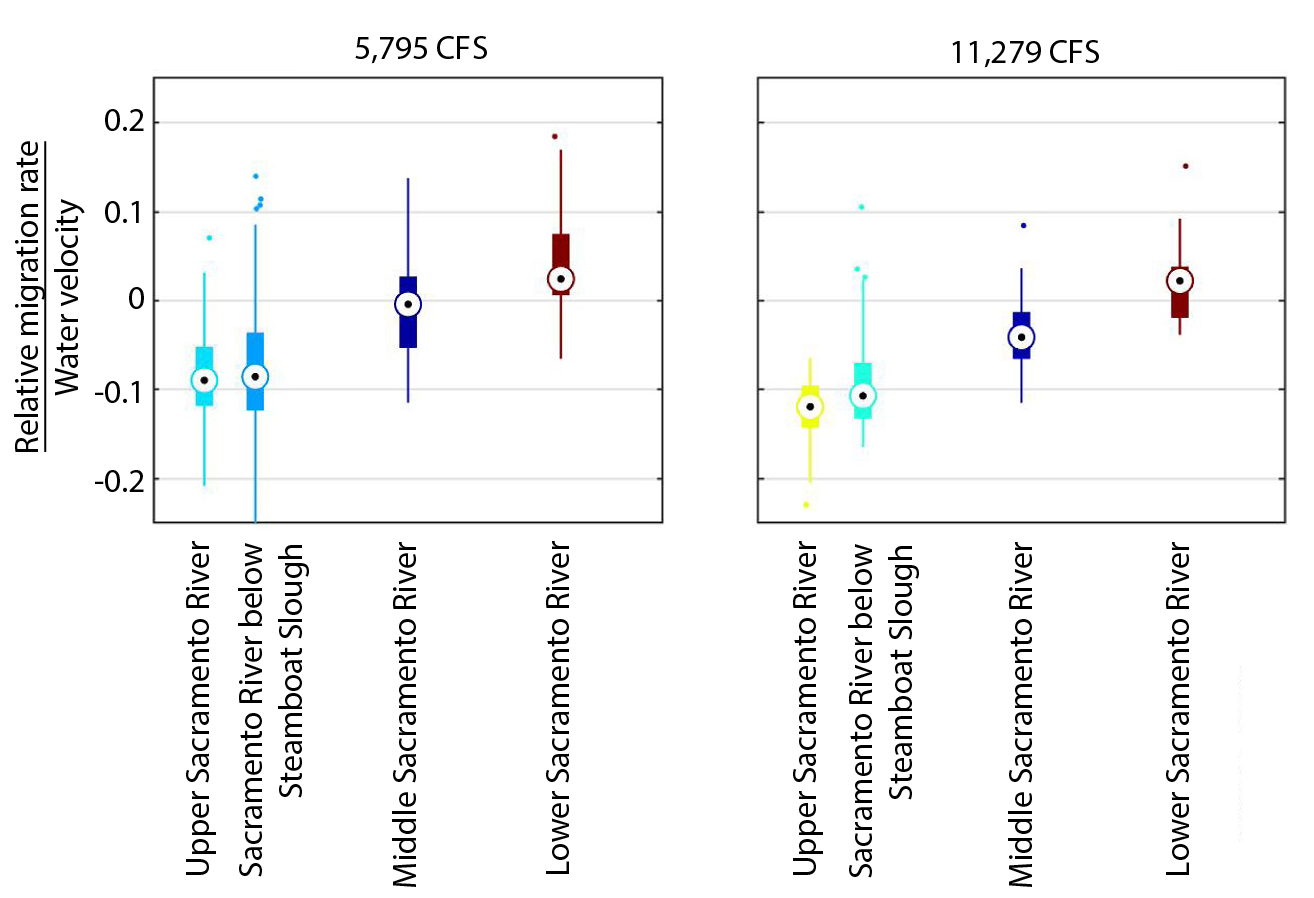 5,795 CFS
11,279 CFS
Relative migration rate
Water velocity
0.2
0.1
0
-0.1
-0.2
Upper Sacramento River
Sacramento River below
Steamboat Slough
Middle Sacramento River
Lower Sacramento River
Upper Sacramento River
Sacramento River below
Steamboat Slough
Middle Sacramento River
Lower Sacramento River